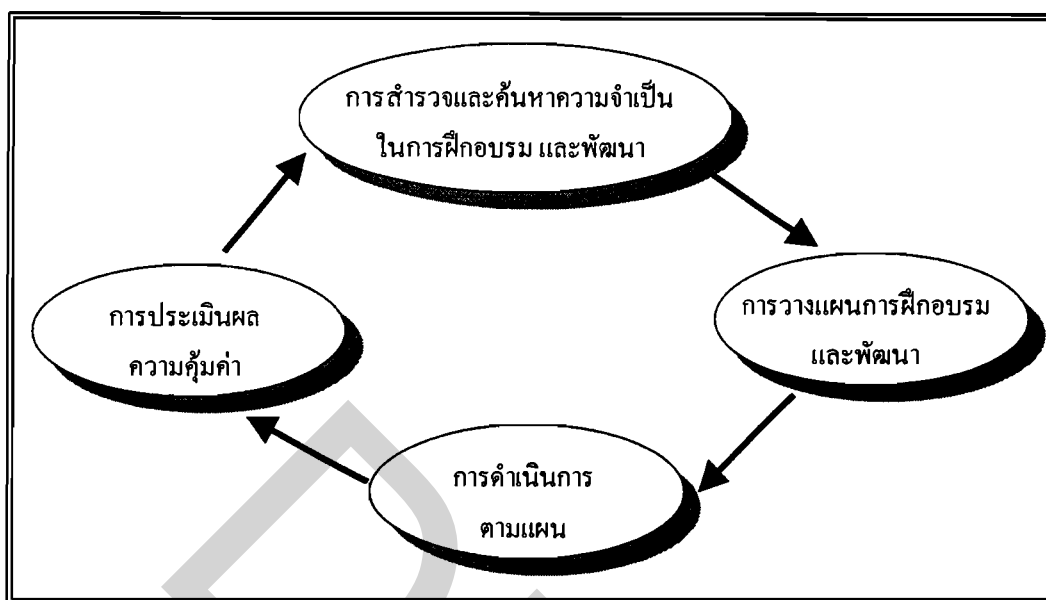 การสำรวจและค้นหาความจำเป็น
ในการฝึกอบรม และพัฒนา
การวางแผนการฝึกอบรม
และพัฒนา
การดำเนินการ
ตามแผน
การประเมินผล
ความคุ้มค่า